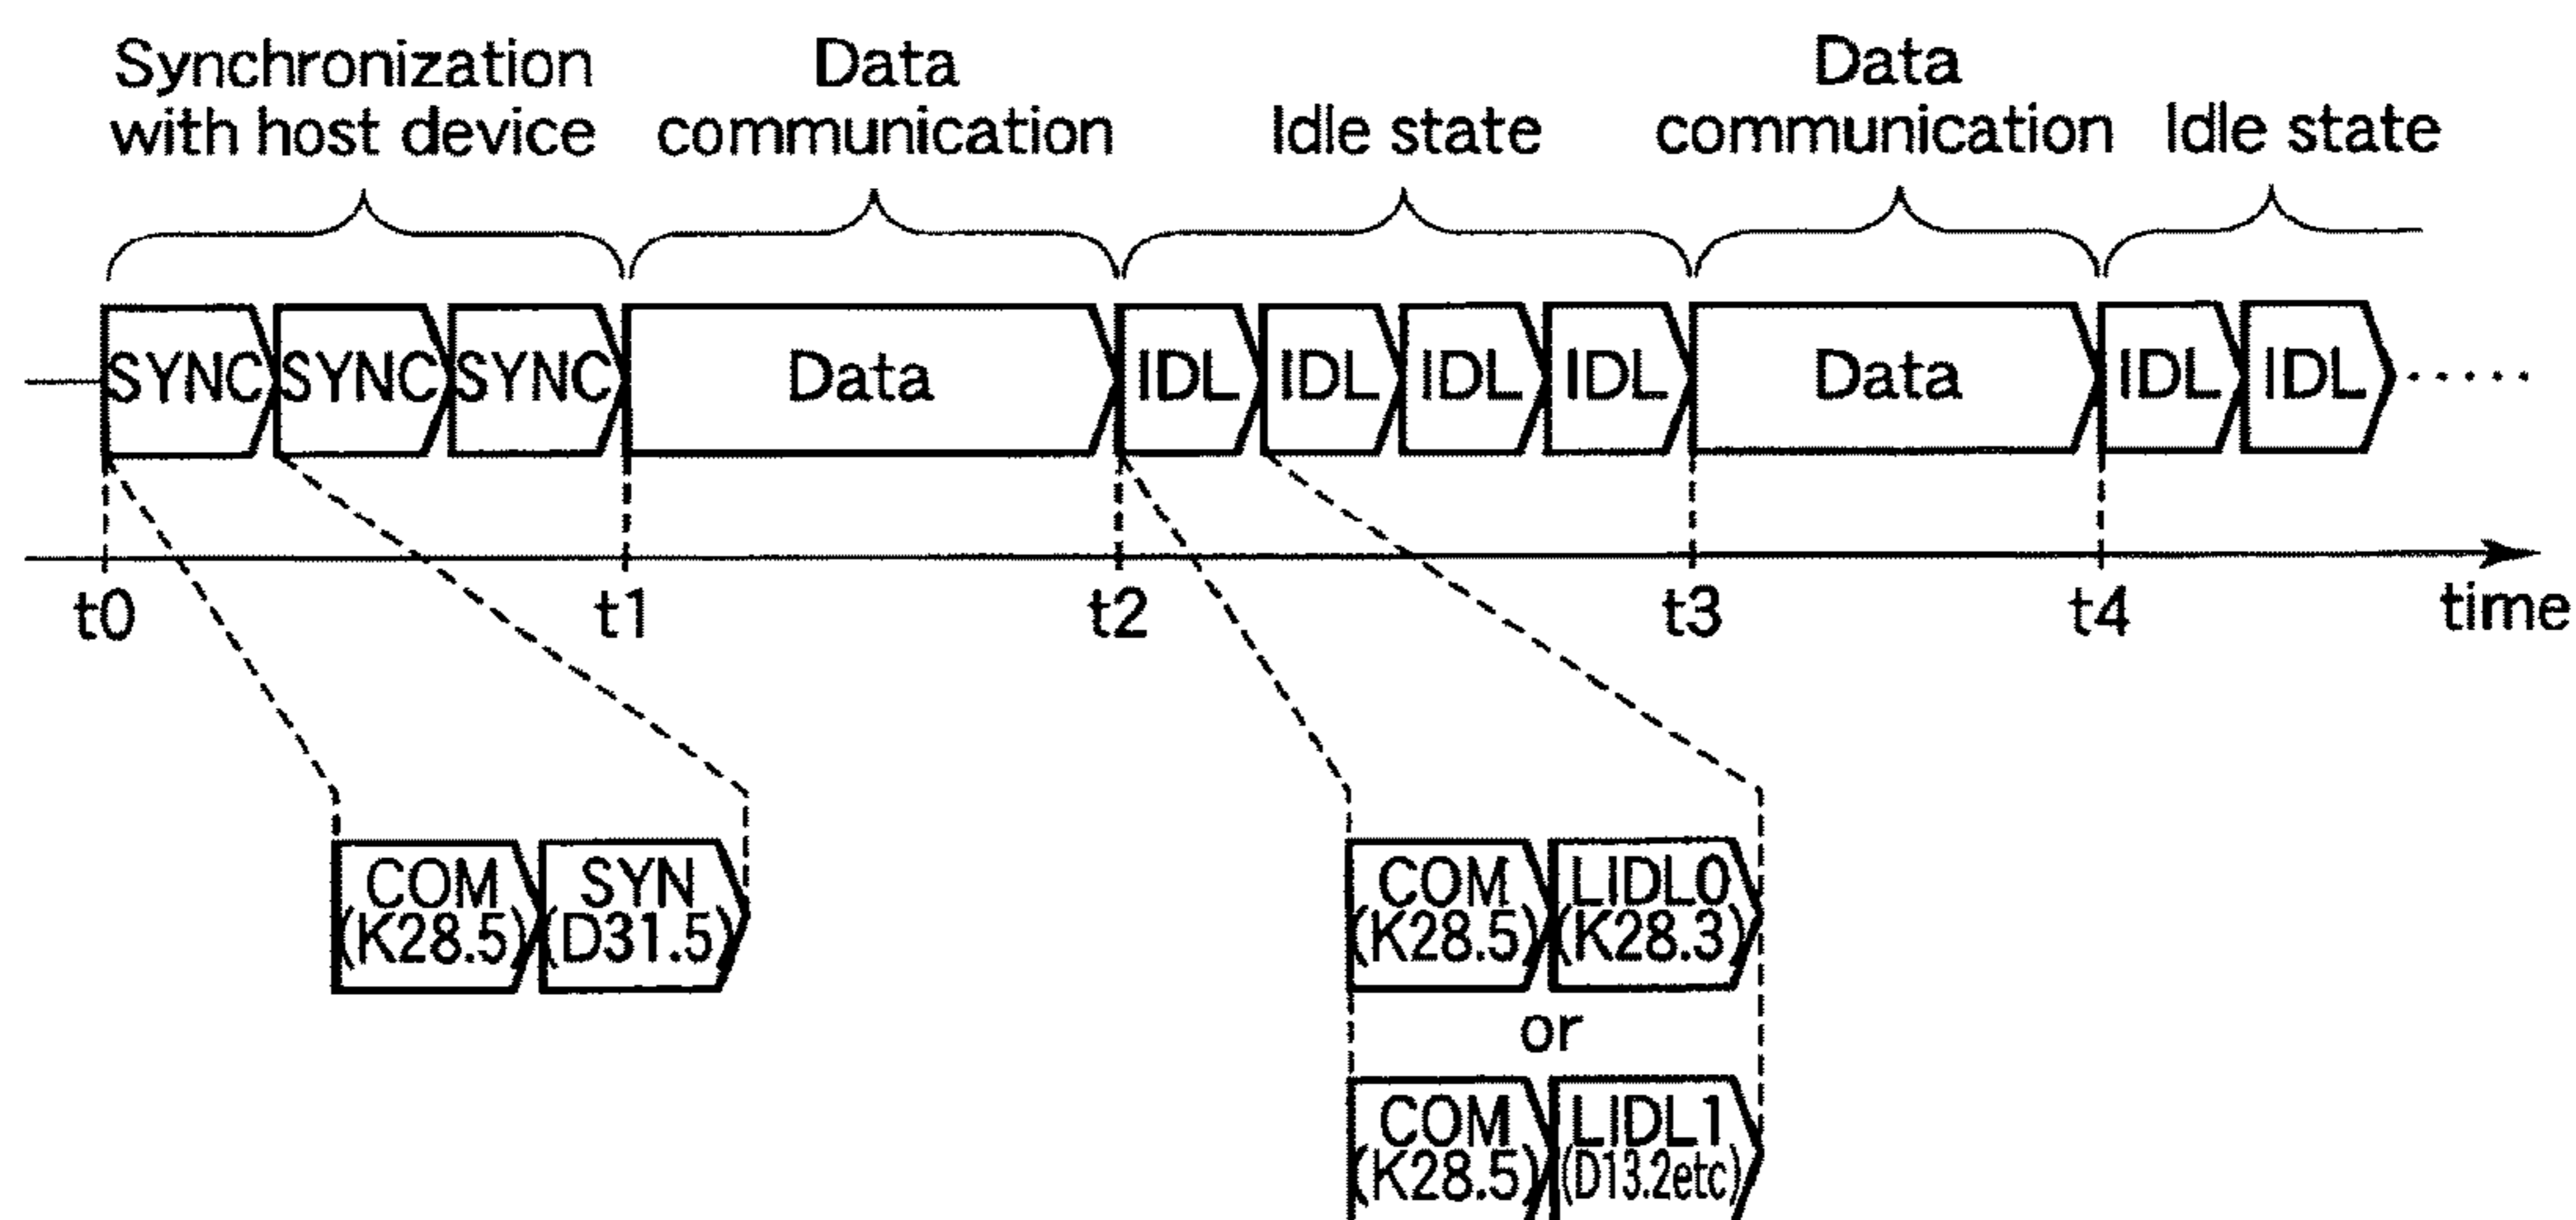 Synchronization
with host device
Data
communication
Idle state
Data
communication
Idle state
SYNC SYNC SYNC Data IDL IDL IDL IDL Data IDL IDL .....
t0 t1 t2 t3 t4 time
COM
(K28.5)
SYN
(D31.5)
COM
(K28.5)
LIDL0
(K28.3)
or
COM
(K28.5)
LIDL1
(D13.2etc)